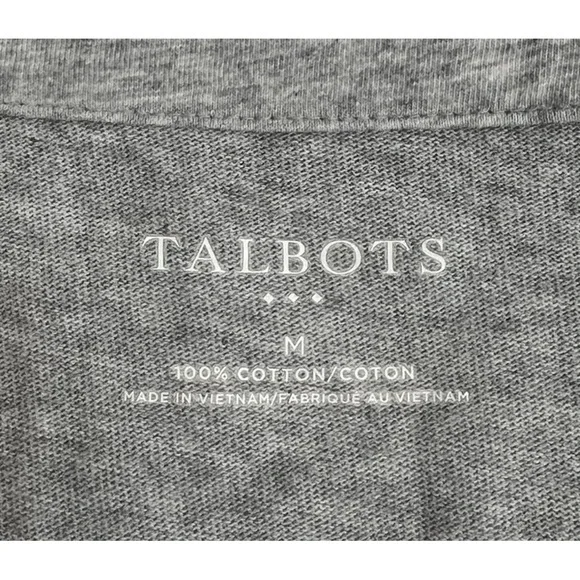 TALBOTS
M
100% COTTON/COTON
MADE IN VIETNAM/FABRIQUÉ AU VIETNAM